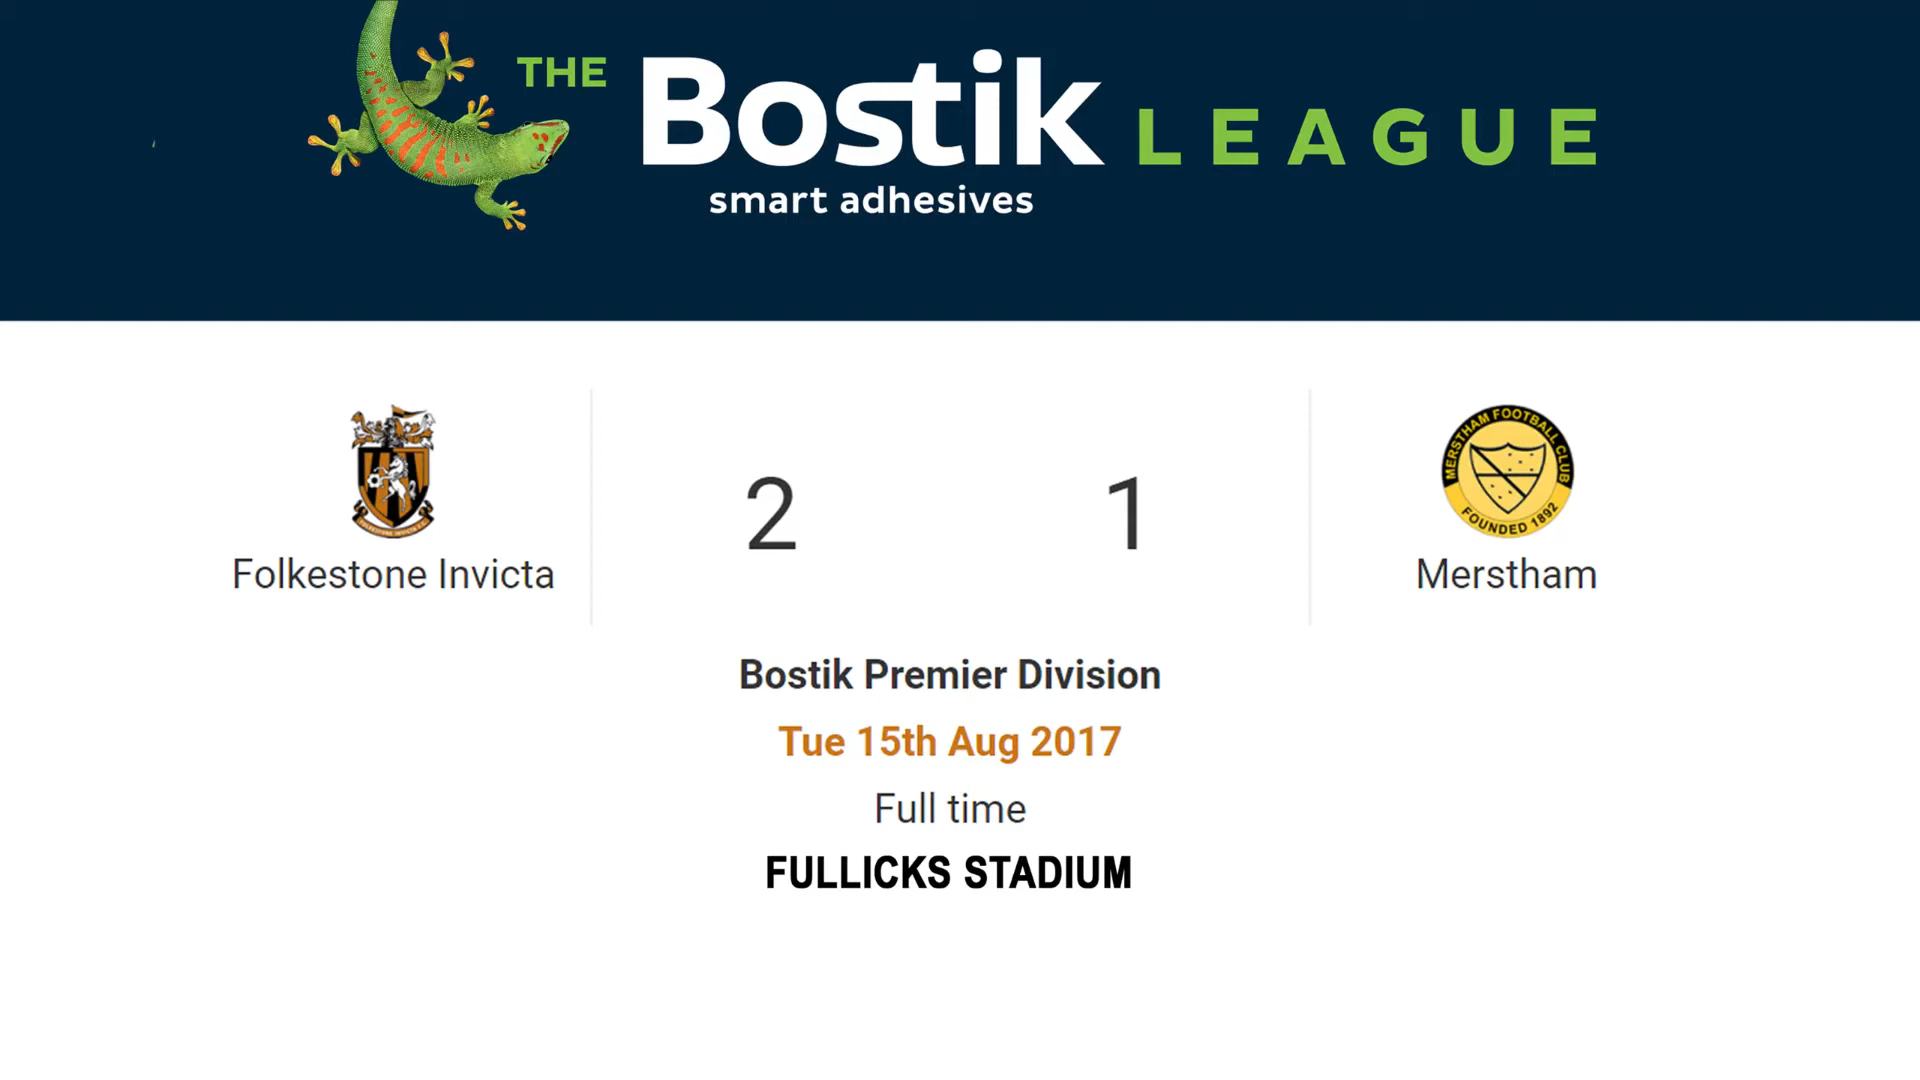 THE Bostik LEAGUE
smart adhesives
MERSTHAM FOOTBALL CLUB
FOUNDED 1892
2 1
Folkestone Invicta
Merstham
Bostik Premier Division
Tue 15th Aug 2017
Full time
FULLICKS STADIUM